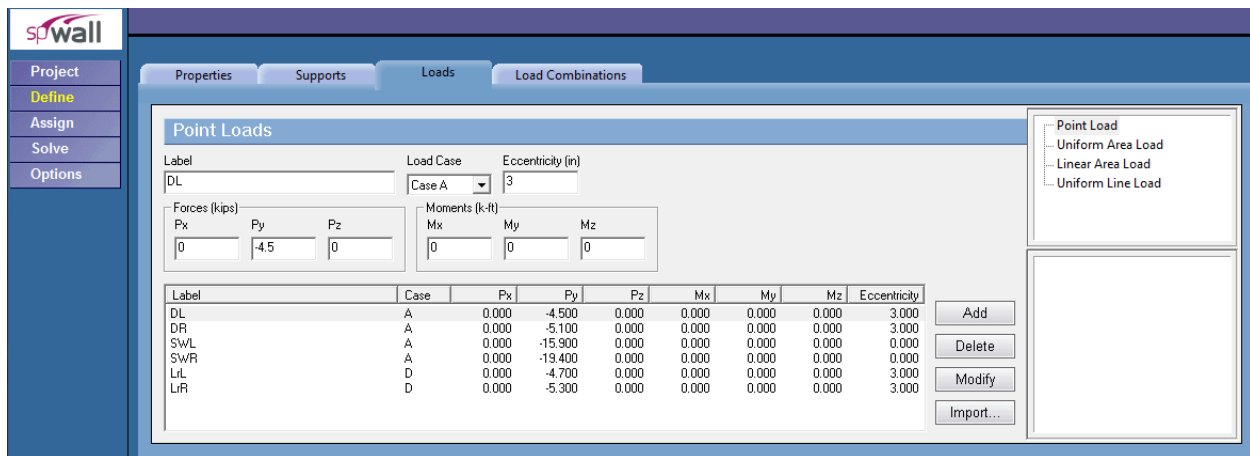 spwall
Project
Define
Assign
Solve
Options
Properties Supports Loads Load Combinations
Point Loads
Label Load Case Eccentricity (in)
DL Case A 3
Forces (kips) Moments (k-ft)
Px Py Pz Mx My Mz
0 -4.5 0 0 0 0
Label Case Px Py Pz Mx My Mz Eccentricity
DL A 0.000 -4.500 0.000 0.000 0.000 0.000 3.000
DR A 0.000 -5.100 0.000 0.000 0.000 0.000 3.000
SWL A 0.000 -15.900 0.000 0.000 0.000 0.000 0.000
SWR A 0.000 -19.400 0.000 0.000 0.000 0.000 0.000
LrL D 0.000 -4.700 0.000 0.000 0.000 0.000 3.000
LrR D 0.000 -5.300 0.000 0.000 0.000 0.000 3.000
Add
Delete
Modify
Import...
Point Load
Uniform Area Load
Linear Area Load
Uniform Line Load